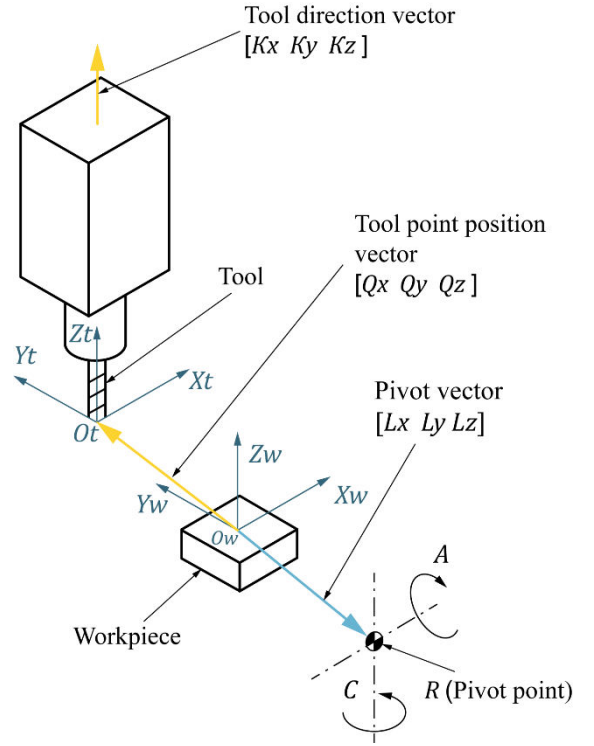 Tool direction vector
[Kx Ky Kz ]
Tool point position
vector
[Qx Qy Qz ]
Tool
Zt
Yt
Xt
Ot
Pivot vector
[Lx Ly Lz]
Zw
Yw
Xw
Ow
A
Workpiece
C
R (Pivot point)